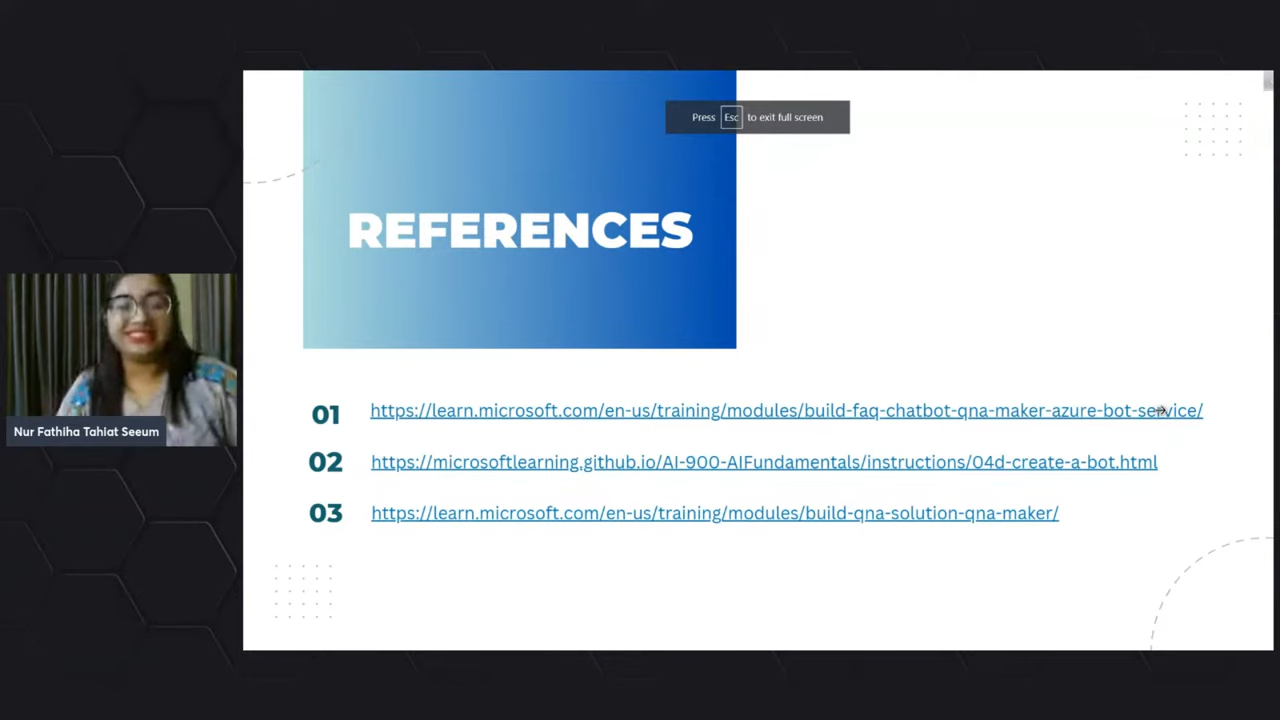 Press Esc to exit full screen
REFERENCES
01 https://learn.microsoft.com/en-us/training/modules/build-faq-chatbot-qna-maker-azure-bot-service/
02 https://microsoftlearning.github.io/AI-900-AIFundamentals/instructions/04d-create-a-bot.html
03 https://learn.microsoft.com/en-us/training/modules/build-qna-solution-qna-maker/
Nur Fathiha Tahiat Seeum